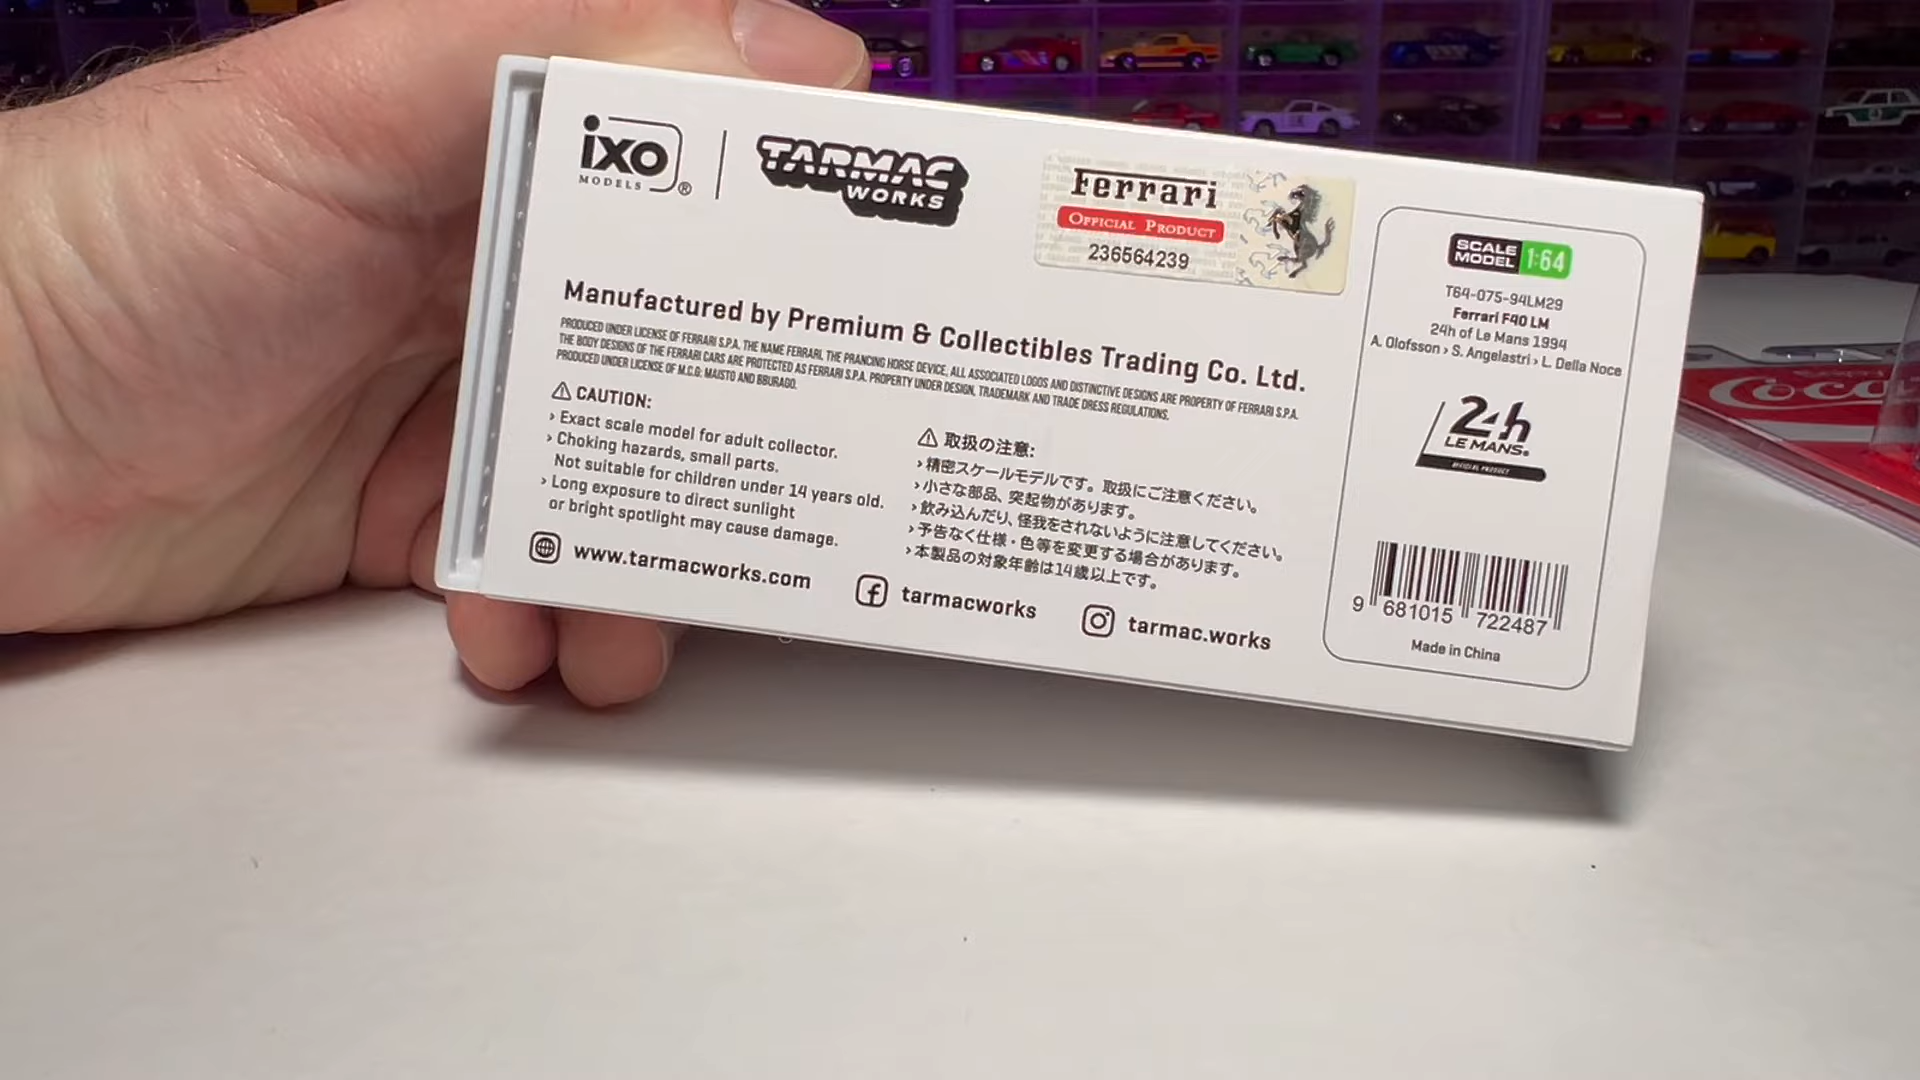 ixo
MODELS ®
TARMAC
WORKS
Ferrari
OFFICIAL PRODUCT
236564239
Manufactured by Premium & Collectibles Trading Co. Ltd.
PRODUCED UNDER LICENSE OF FERRARI S.P.A. THE NAME FERRARI, THE PRANCING HORSE DEVICE, ALL ASSOCIATED LOGOS AND DISTINCTIVE DESIGNS ARE PROPERTY OF FERRARI S.P.A.
THE BODY DESIGNS OF THE FERRARI CARS ARE PROTECTED AS FERRARI S.P.A. PROPERTY UNDER DESIGN, TRADEMARK AND TRADE DRESS REGULATIONS.
PRODUCED UNDER LICENSE OF M.C.G: MAISTO AND BBURAGO.
CAUTION:
› Exact scale model for adult collector.
› Choking hazards, small parts.
Not suitable for children under 14 years old.
› Long exposure to direct sunlight
or bright spotlight may cause damage.
取扱の注意:
› 精密スケールモデルです。取扱にご注意ください。
› 小さな部品、突起物があります。
› 飲み込んだり、怪我をされないように注意してください。
› 予告なく仕様・色等を変更する場合があります。
› 本製品の対象年齢は14歳以上です。
www.tarmacworks.com
tarmacworks
tarmac.works
SCALE
MODEL 1:64
T64-075-94LM29
Ferrari F40 LM
24h of Le Mans 1994
A. Olofsson › S. Angelastri › L. Della Noce
24h
LE MANS.
OFFICIAL PRODUCT
9 681015 722487
Made in China
Coca